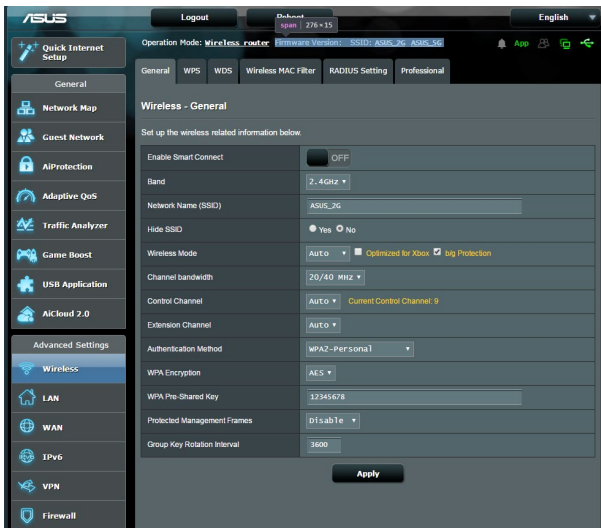 ASUS
Logout
Reboot
English
span 276×15
Quick Internet Setup
Operation Mode: Wireless router Firmware Version: SSID: ASUS_2G ASUS_5G
App
General
Network Map
Guest Network
AiProtection
Adaptive QoS
Traffic Analyzer
Game Boost
USB Application
AiCloud 2.0
Advanced Settings
Wireless
LAN
WAN
IPv6
VPN
Firewall
General WPS WDS Wireless MAC Filter RADIUS Setting Professional
Wireless - General
Set up the wireless related information below.
Enable Smart Connect OFF
Band 2.4GHz
Network Name (SSID) ASUS_2G
Hide SSID Yes No
Wireless Mode Auto Optimized for Xbox b/g Protection
Channel bandwidth 20/40 MHz
Control Channel Auto Current Control Channel: 9
Extension Channel Auto
Authentication Method WPA2-Personal
WPA Encryption AES
WPA Pre-Shared Key 12345678
Protected Management Frames Disable
Group Key Rotation Interval 3600
Apply